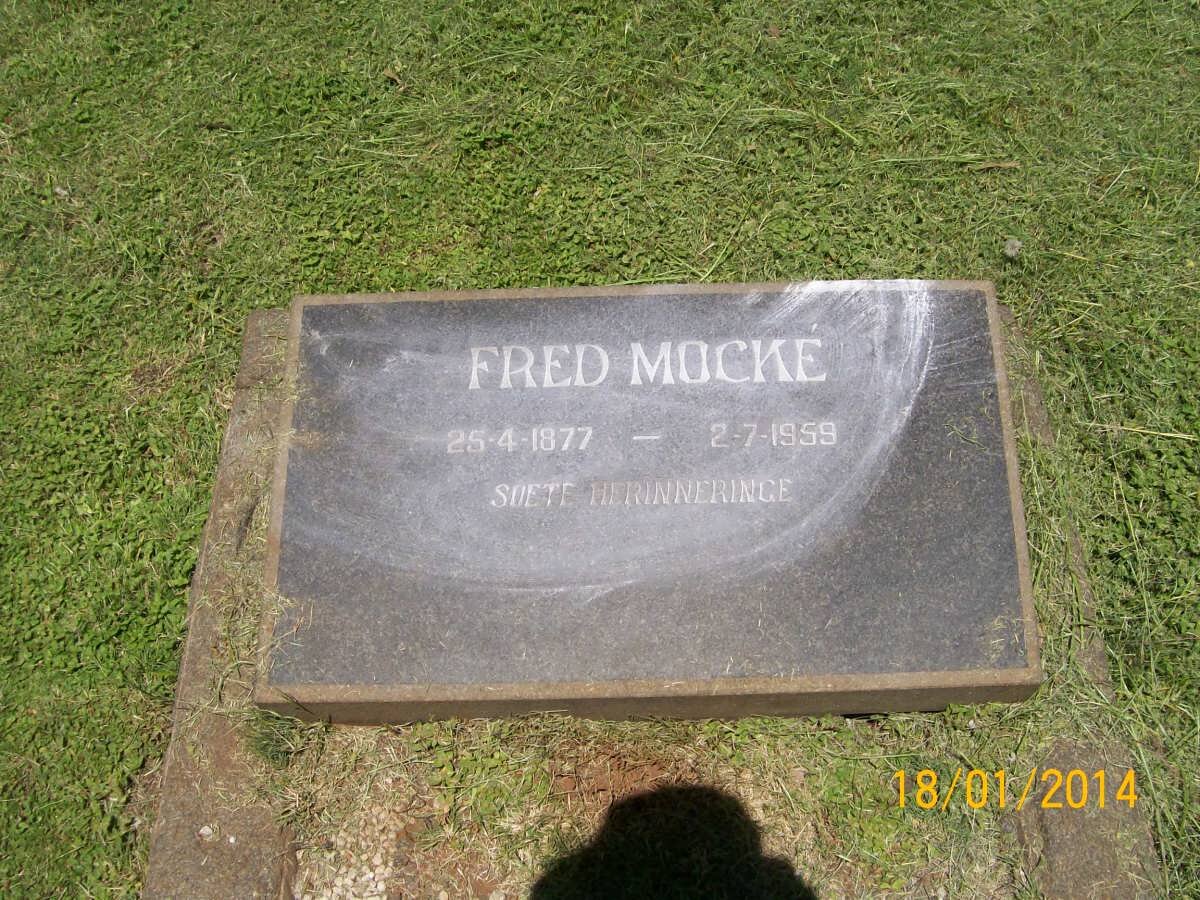 FRED MOCKÉ
25-4-1877 — 2-7-1959
SOETE HERINNERINGE
18/01/2014